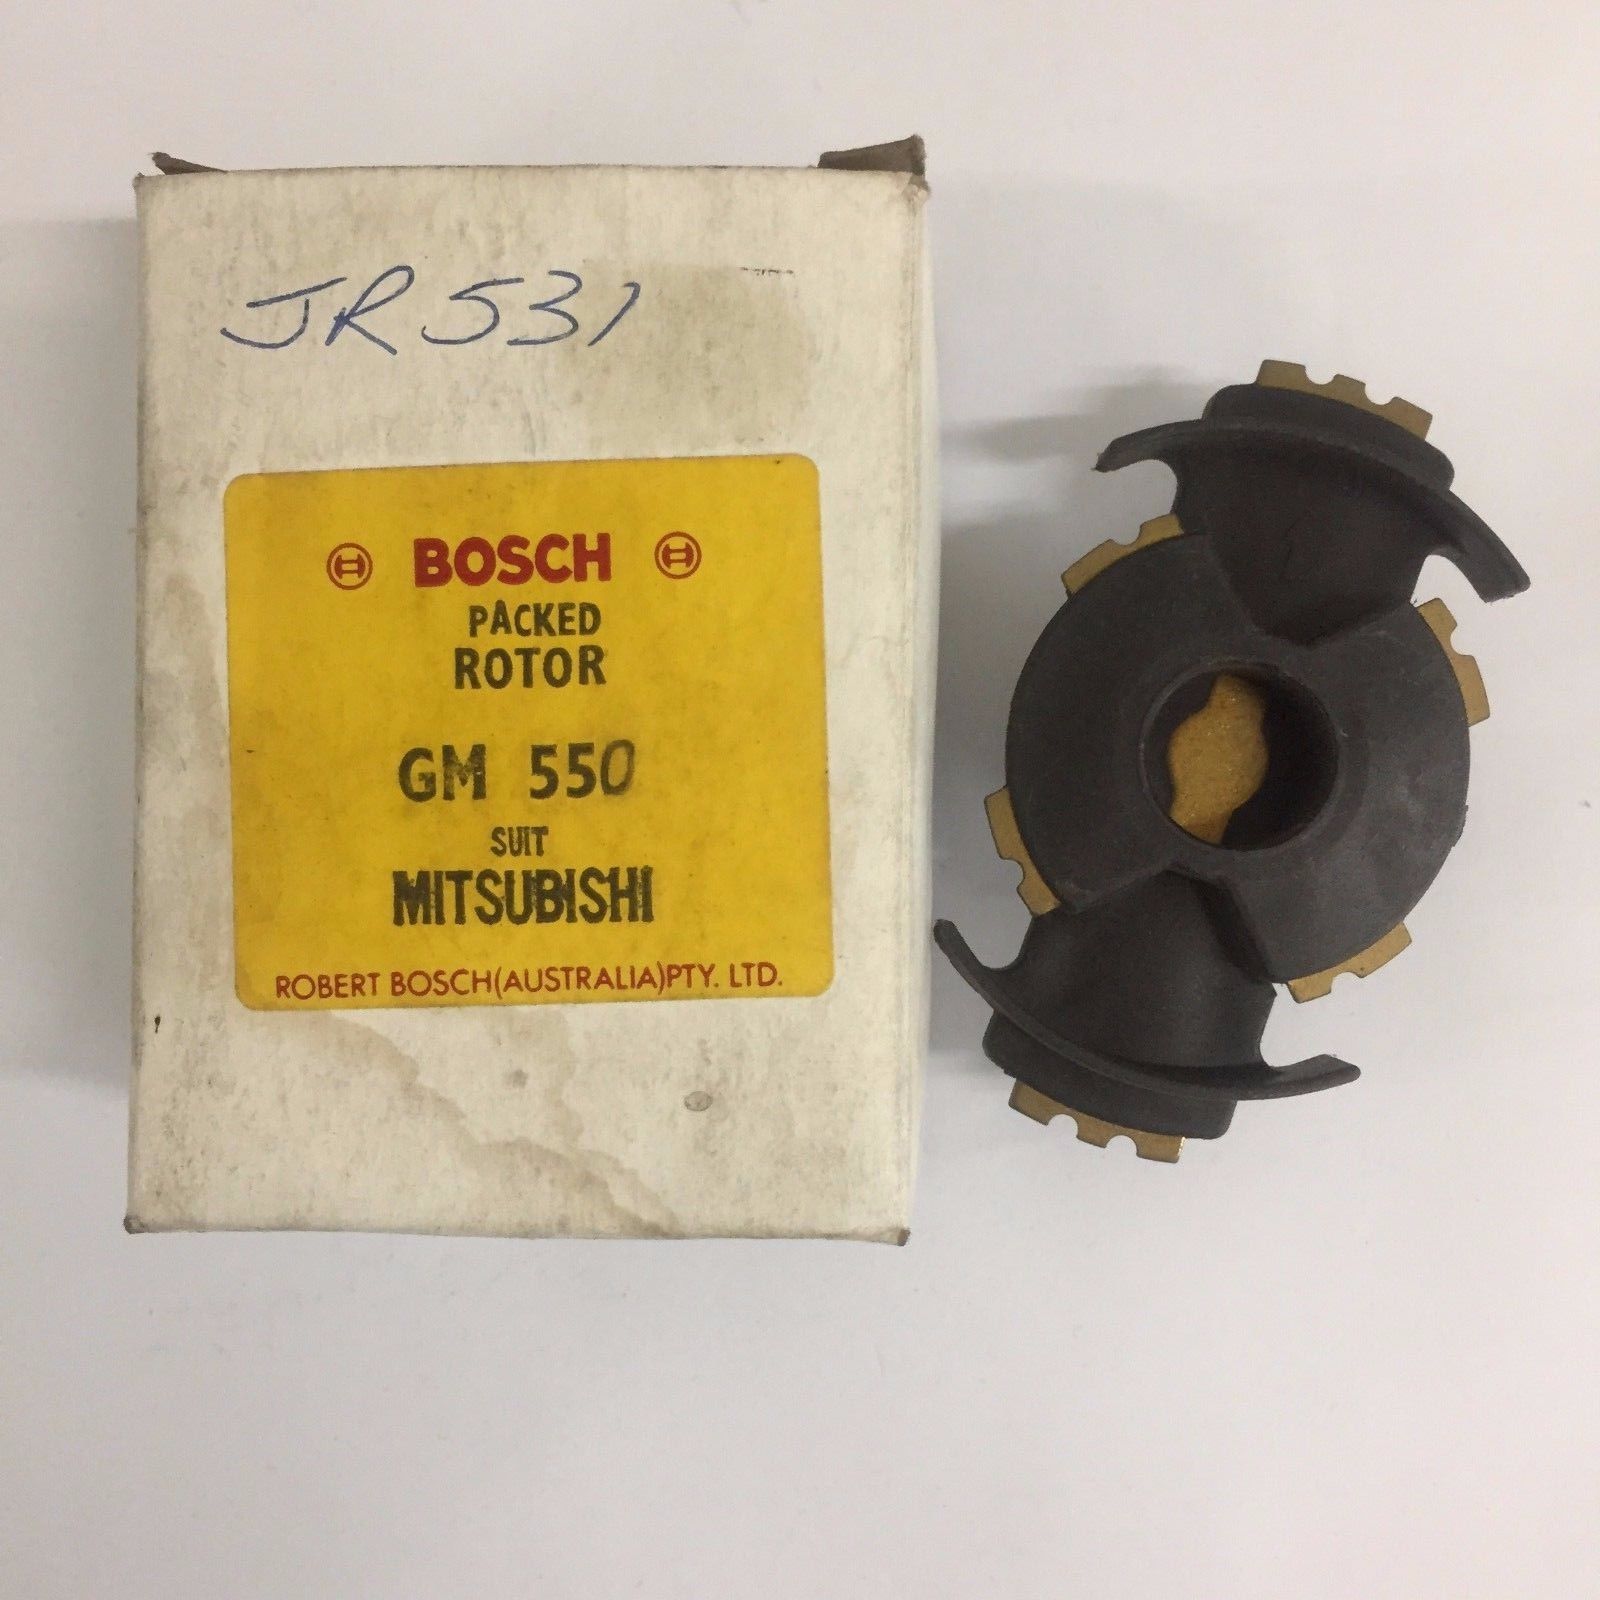 JR531
BOSCH
PACKED
ROTOR
GM 550
SUIT
MITSUBISHI
ROBERT BOSCH(AUSTRALIA)PTY. LTD.